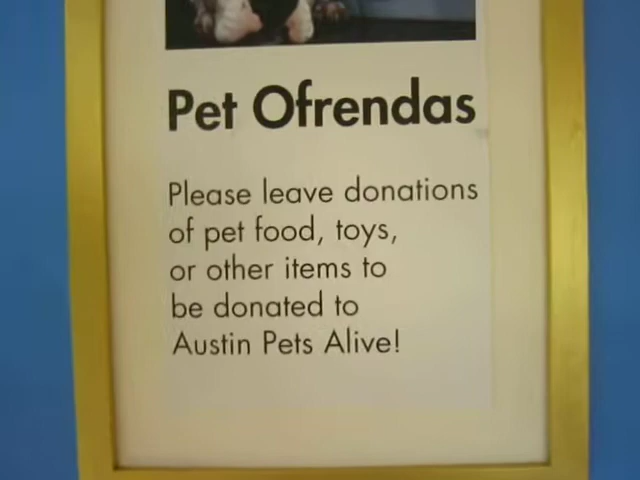 Pet Ofrendas
Please leave donations
of pet food, toys,
or other items to
be donated to
Austin Pets Alive!